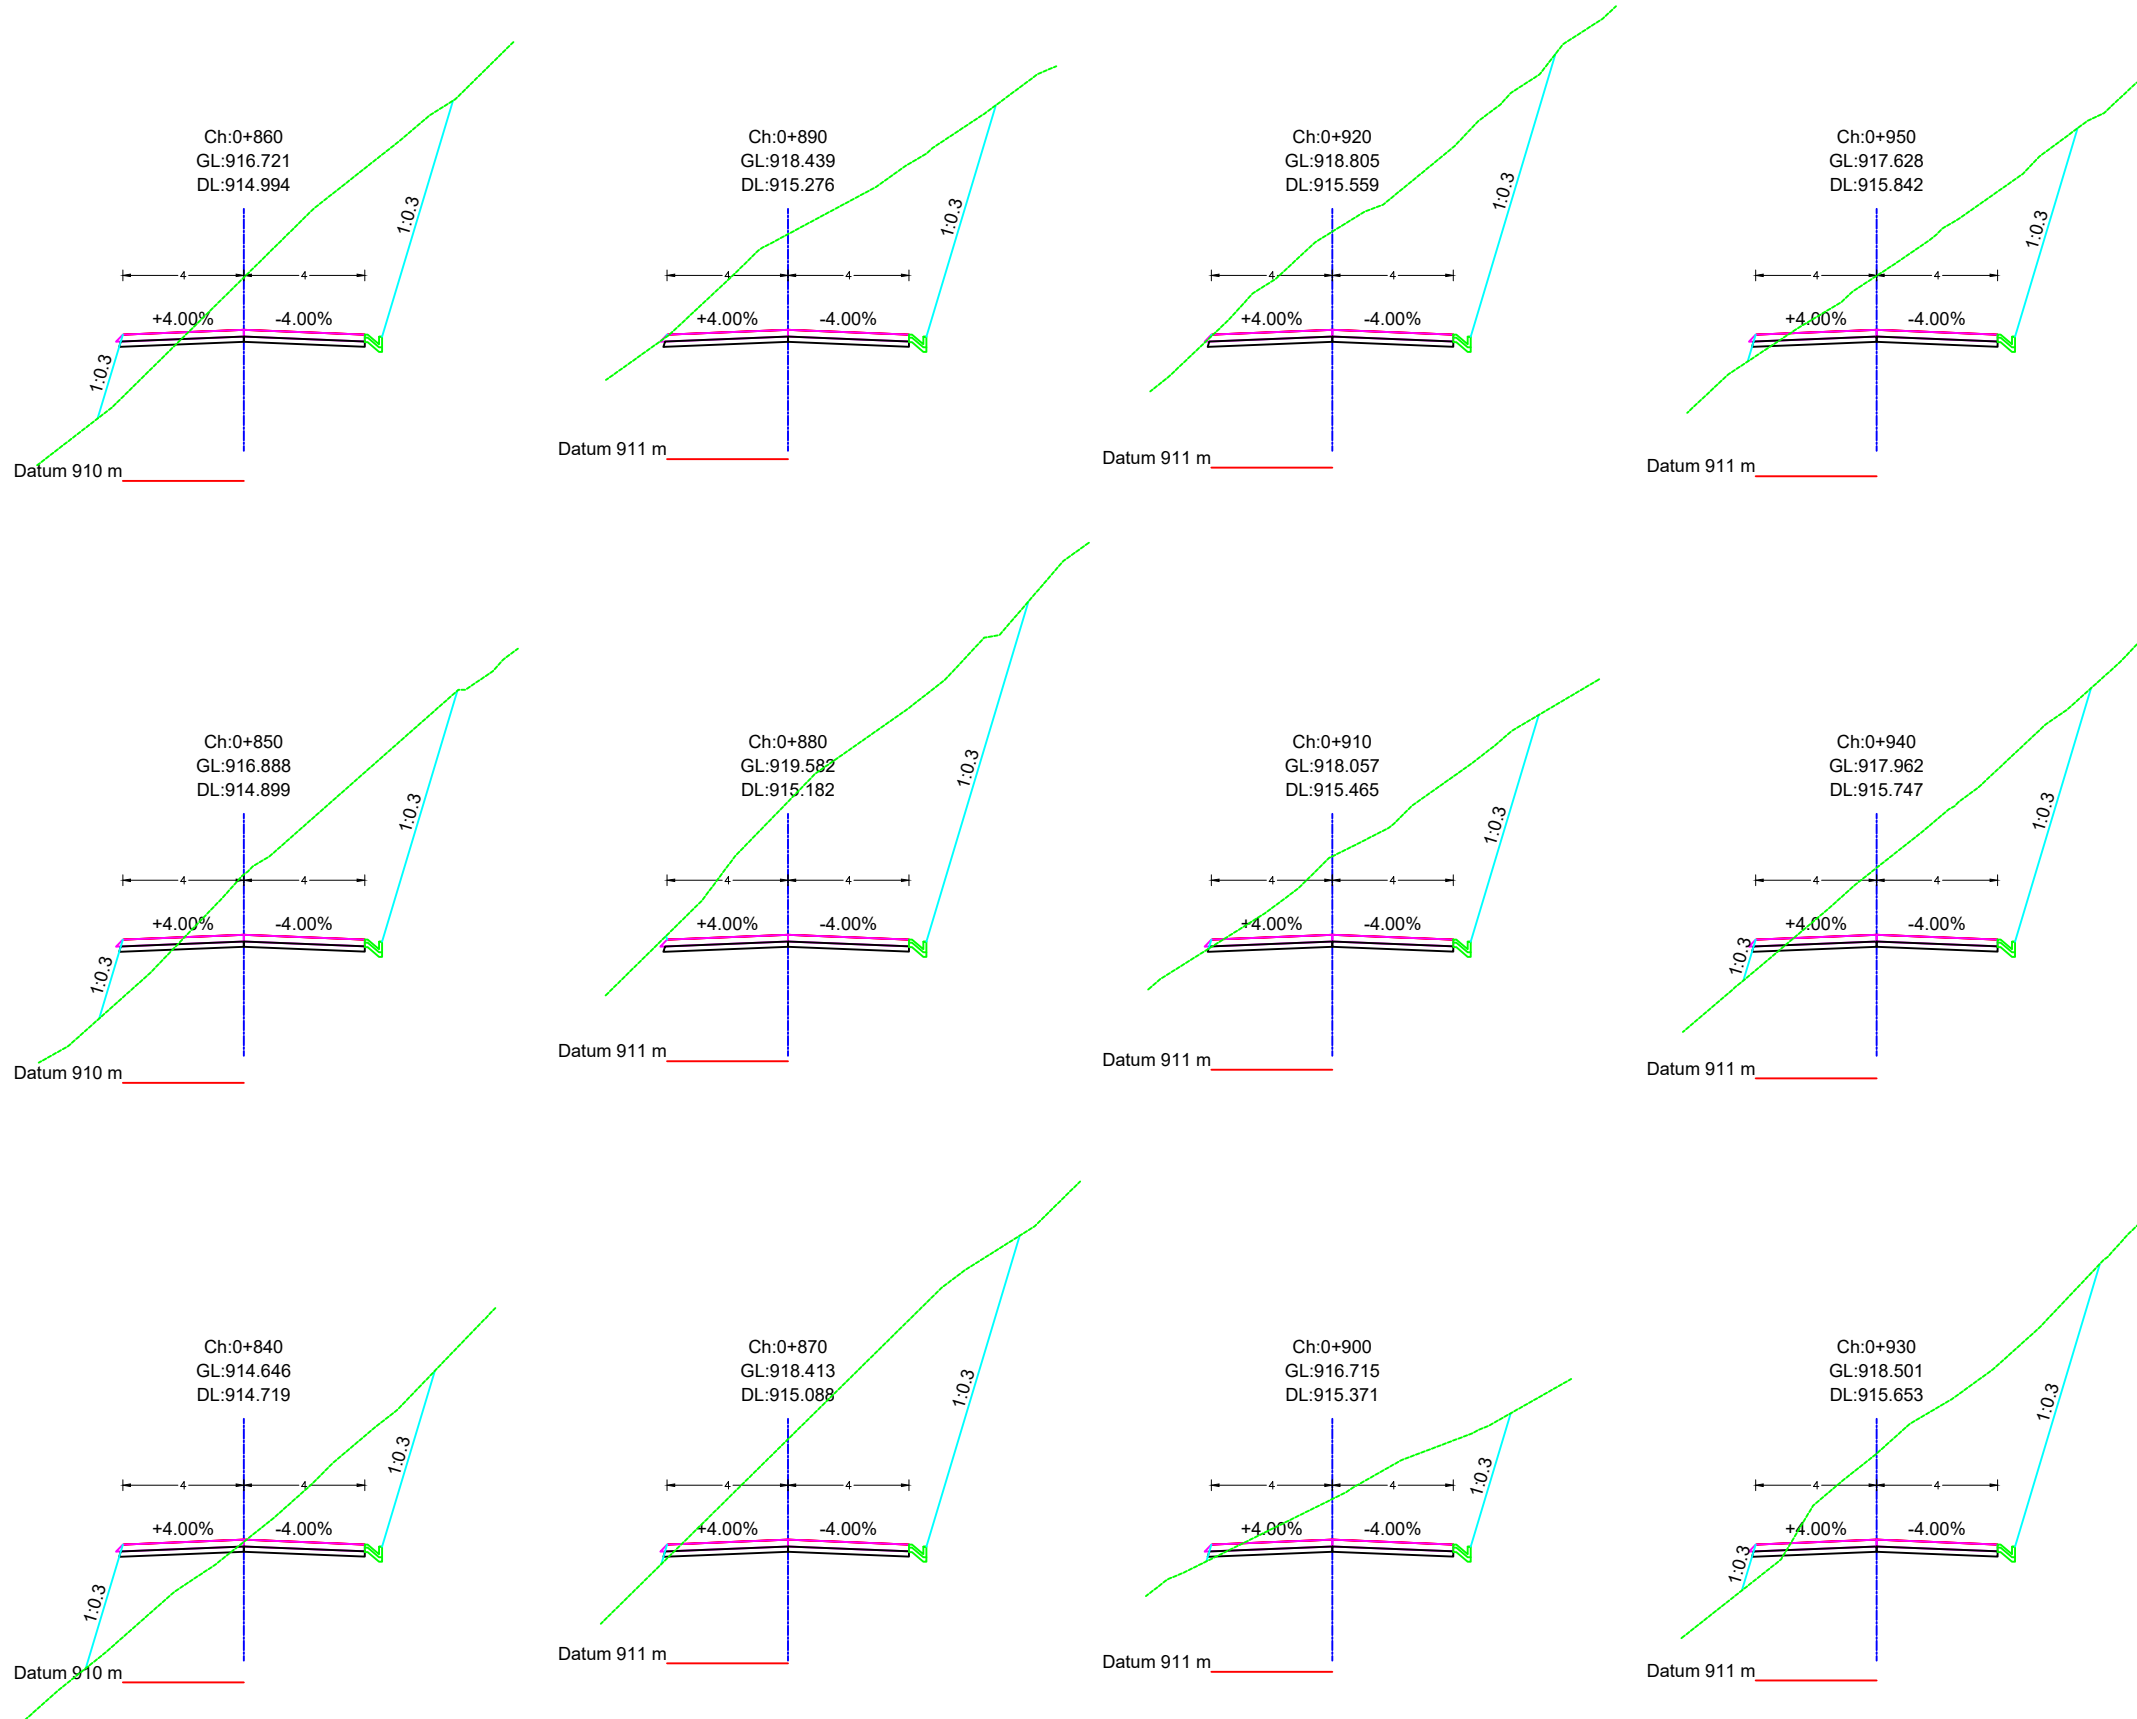 Ch:0+860
GL:916.721
DL:914.994
4 4
+4.00% -4.00%
1:0.3
1:0.3
Datum 910 m
Ch:0+890
GL:918.439
DL:915.276
4 4
+4.00% -4.00%
1:0.3
Datum 911 m
Ch:0+920
GL:918.805
DL:915.559
4 4
+4.00% -4.00%
1:0.3
Datum 911 m
Ch:0+950
GL:917.628
DL:915.842
4 4
+4.00% -4.00%
1:0.3
Datum 911 m
Ch:0+850
GL:916.888
DL:914.899
4 4
+4.00% -4.00%
1:0.3
1:0.3
Datum 910 m
Ch:0+880
GL:919.582
DL:915.182
4 4
+4.00% -4.00%
1:0.3
Datum 911 m
Ch:0+910
GL:918.057
DL:915.465
4 4
+4.00% -4.00%
1:0.3
Datum 911 m
Ch:0+940
GL:917.962
DL:915.747
4 4
+4.00% -4.00%
1:0.3
1:0.3
Datum 911 m
Ch:0+840
GL:914.646
DL:914.719
4 4
+4.00% -4.00%
1:0.3
1:0.3
Datum 910 m
Ch:0+870
GL:918.413
DL:915.088
4 4
+4.00% -4.00%
1:0.3
Datum 911 m
Ch:0+900
GL:916.715
DL:915.371
4 4
+4.00% -4.00%
1:0.3
Datum 911 m
Ch:0+930
GL:918.501
DL:915.653
4 4
+4.00% -4.00%
1:0.3
1:0.3
Datum 911 m